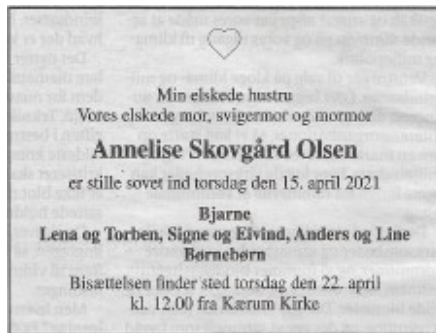 Min elskede hustru
Vores elskede mor, svigermor og mormor
Annelise Skovgård Olsen
er stille sovet ind torsdag den 15. april 2021
Bjarne
Lena og Torben, Signe og Eivind, Anders og Line
Børnebørn
Bisættelsen finder sted torsdag den 22. april
kl. 12.00 fra Kærum Kirke